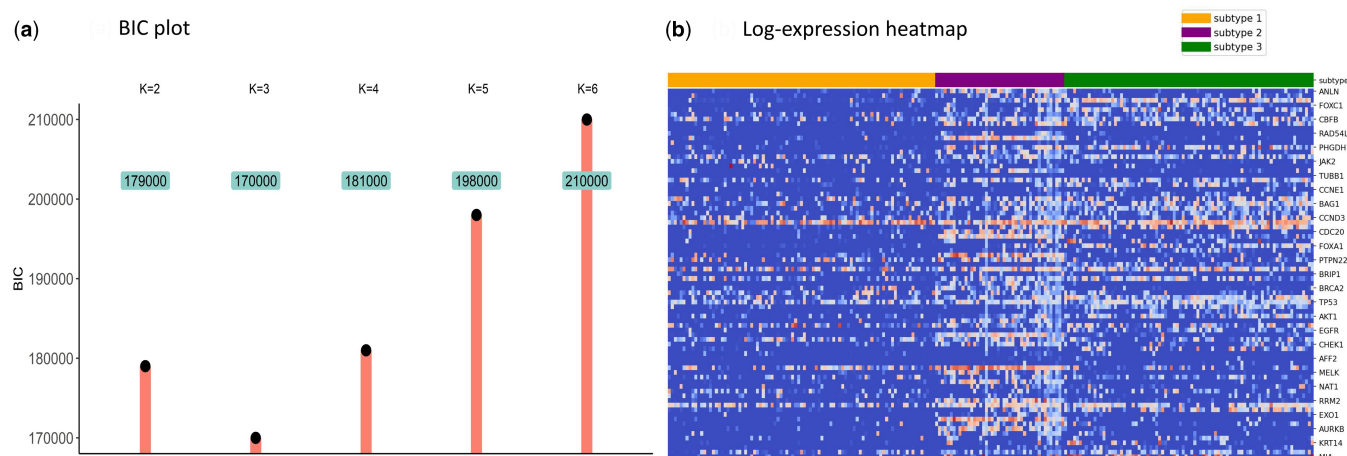 (a) BIC plot
K=2 K=3 K=4 K=5 K=6
210000
200000
190000
180000
170000
BIC
179000 170000 181000 198000 210000
(b) Log-expression heatmap
subtype 1
subtype 2
subtype 3
subtype
ANLN
FOXC1
CBFB
RAD54L
PHGDH
JAK2
TUBB1
CCNE1
BAG1
CCND3
CDC20
FOXA1
PTPN22
BRIP1
BRCA2
TP53
AKT1
EGFR
CHEK1
AFF2
MELK
NAT1
RRM2
EXO1
AURKB
KRT14